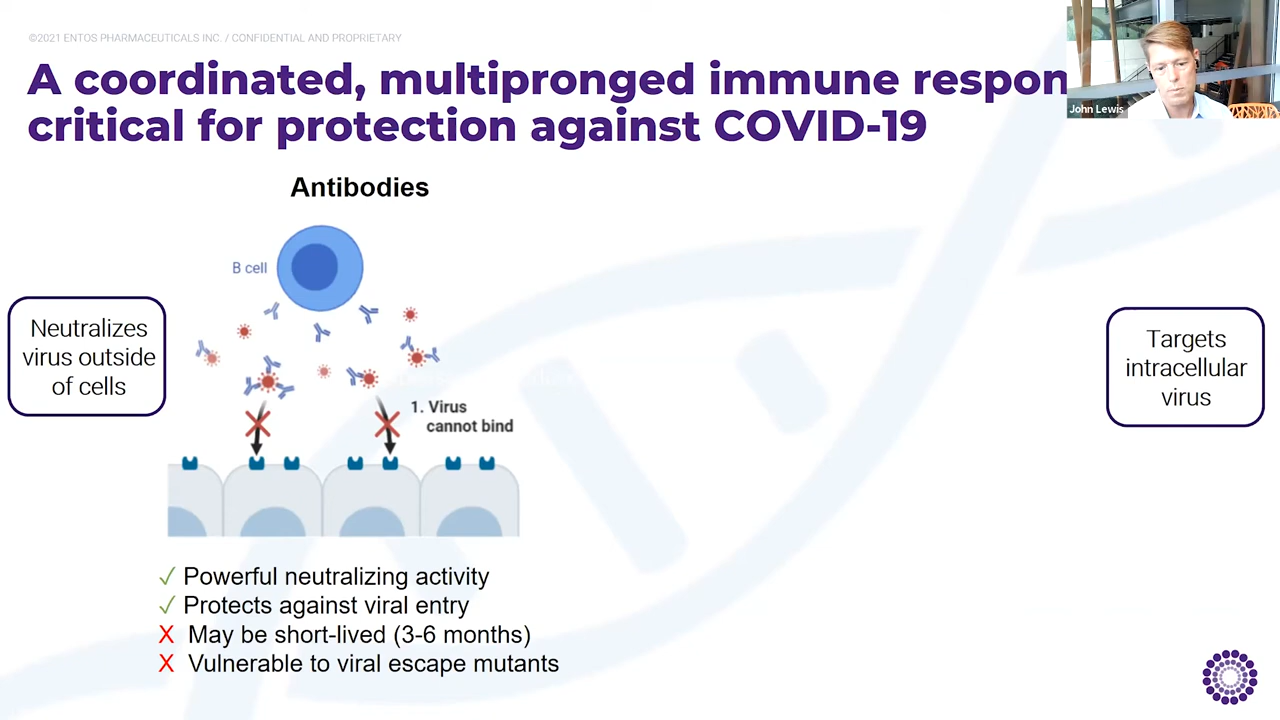 ©2021 ENTOS PHARMACEUTICALS INC. / CONFIDENTIAL AND PROPRIETARY
A coordinated, multipronged immune respon
critical for protection against COVID-19
John Lewis
Antibodies
B cell
Neutralizes
virus outside
of cells
Targets
intracellular
virus
1. Virus
cannot bind
✓ Powerful neutralizing activity
✓ Protects against viral entry
X May be short-lived (3-6 months)
X Vulnerable to viral escape mutants